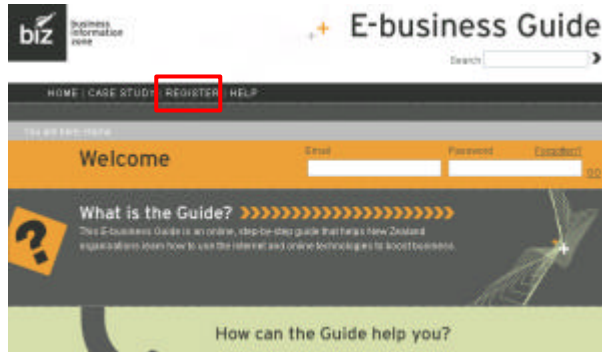 biz business information zone
E-business Guide
Search
HOME | CASE STUDY | REGISTER | HELP
You are here: Home
Welcome
Email
Password
Forgotten?
GO
What is the Guide? »»»»»»»»»»»»»»»»»»»»
This E-business Guide is an online, step-by-step guide that helps New Zealand
organisations learn how to use the internet and online technologies to boost business.
How can the Guide help you?